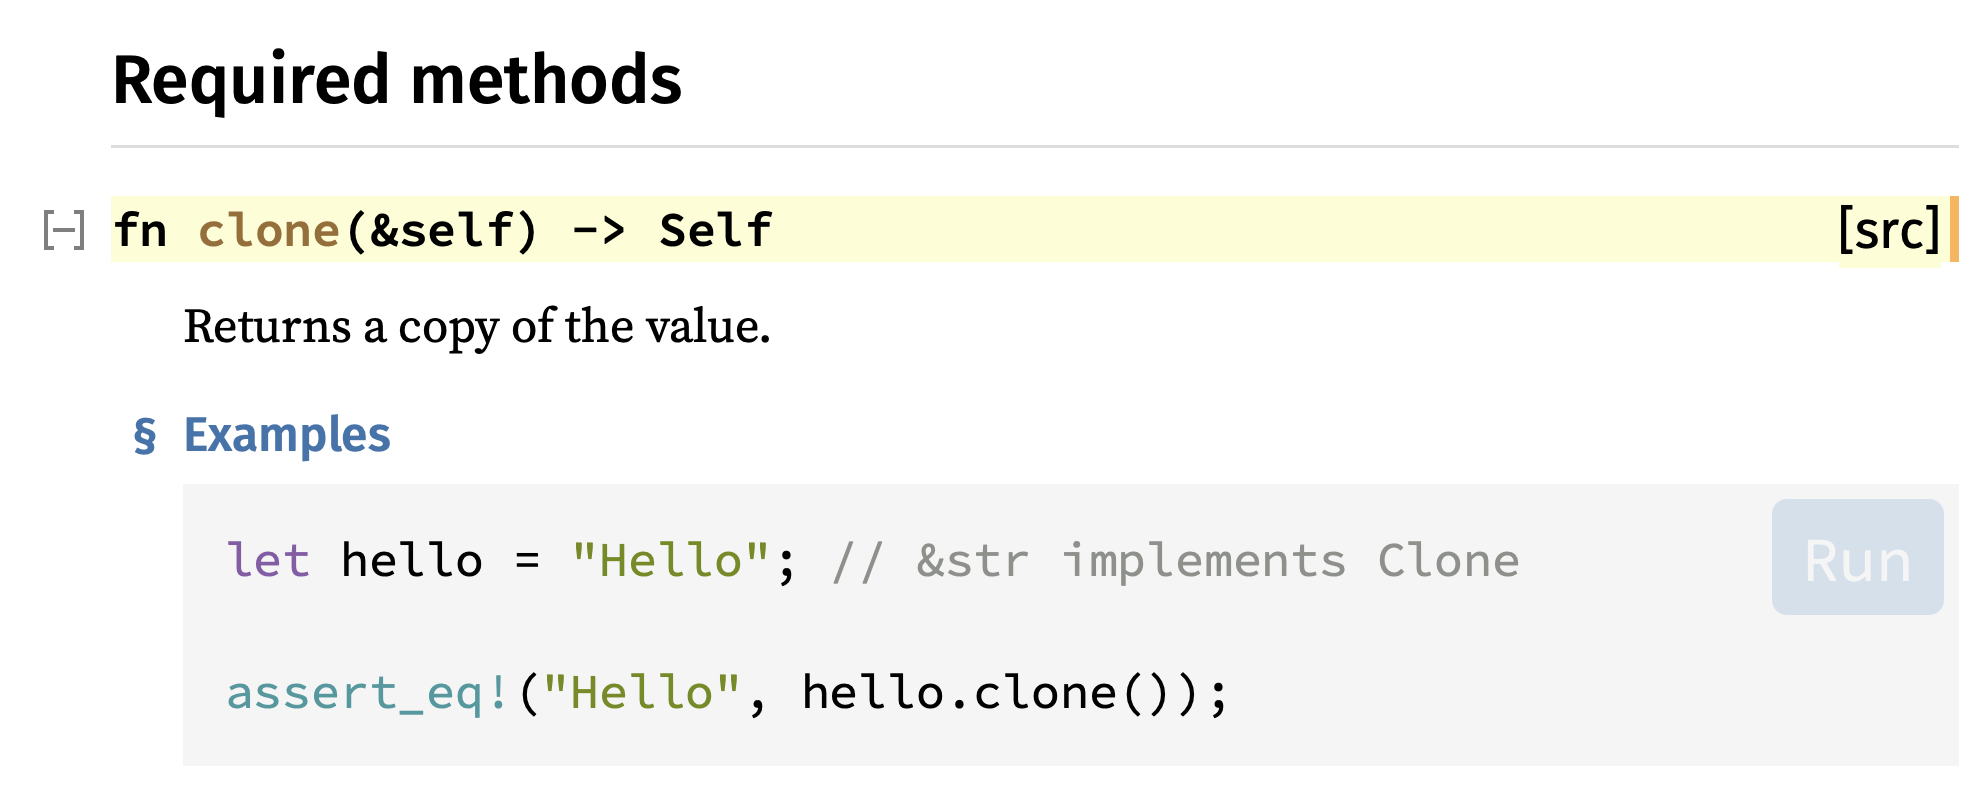 Required methods
[−] fn clone(&self) -> Self [src]
Returns a copy of the value.
§ Examples
let hello = "Hello"; // &str implements Clone
Run
assert_eq!("Hello", hello.clone());